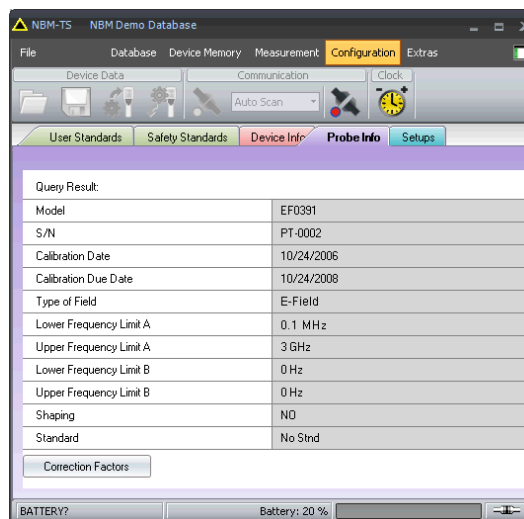 NBM-TS NBM Demo Database
File Database Device Memory Measurement Configuration Extras
Device Data Communication Clock
Auto Scan
User Standards Safety Standards Device Info Probe Info Setups
Query Result:
Model EF0391
S/N PT-0002
Calibration Date 10/24/2006
Calibration Due Date 10/24/2008
Type of Field E-Field
Lower Frequency Limit A 0.1 MHz
Upper Frequency Limit A 3 GHz
Lower Frequency Limit B 0 Hz
Upper Frequency Limit B 0 Hz
Shaping NO
Standard No Stnd
Correction Factors
BATTERY? Battery: 20 %